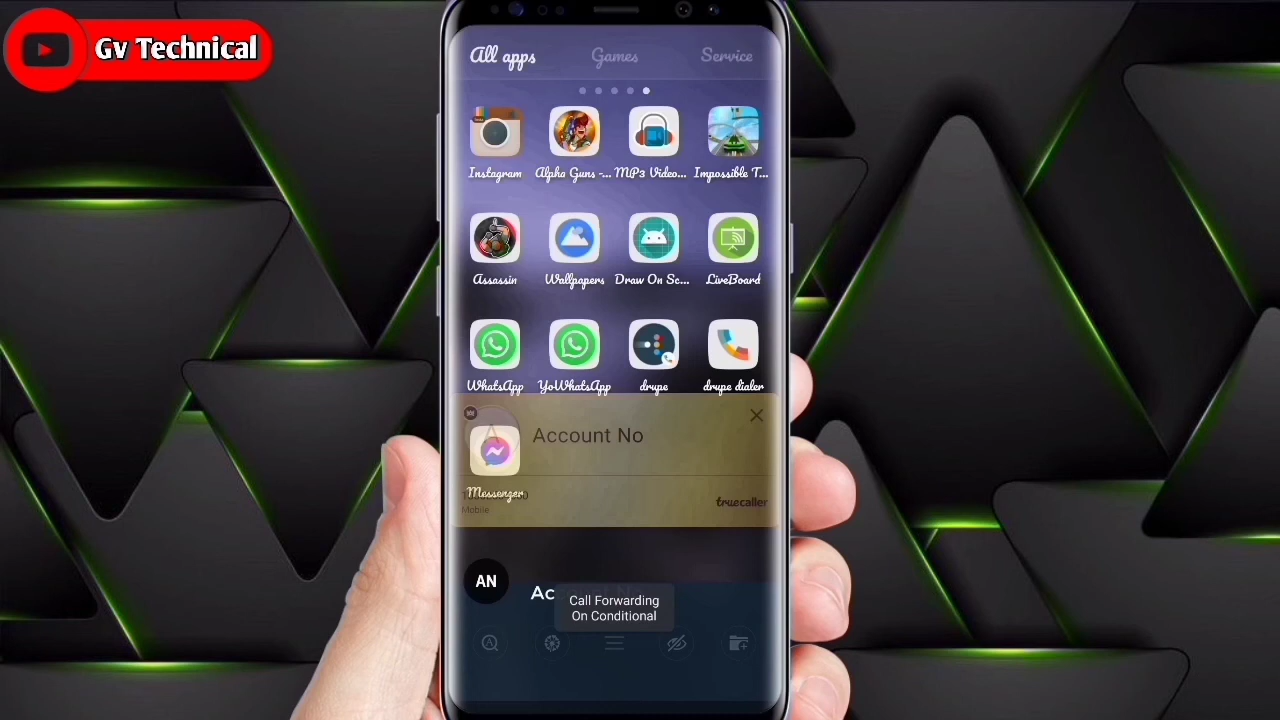 Gv Technical
All apps
Games
Service
Instagram
Alpha Guns -...
MP3 Video...
Impossible T...
Assassin
Wallpapers
Draw On Sc...
LiveBoard
WhatsApp
YoWhatsApp
drupe
drupe dialer
Account No
Messenger
truecaller
Mobile
AN
Ac
Call Forwarding
On Conditional